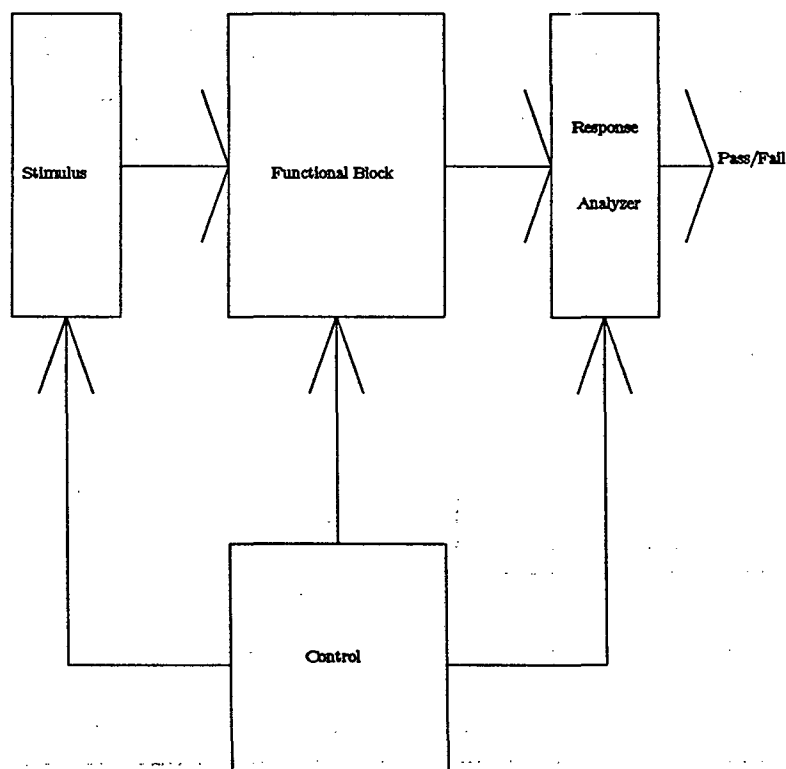 Stimulus
Functional Block
Response
Analyzer
Pass/Fail
Control